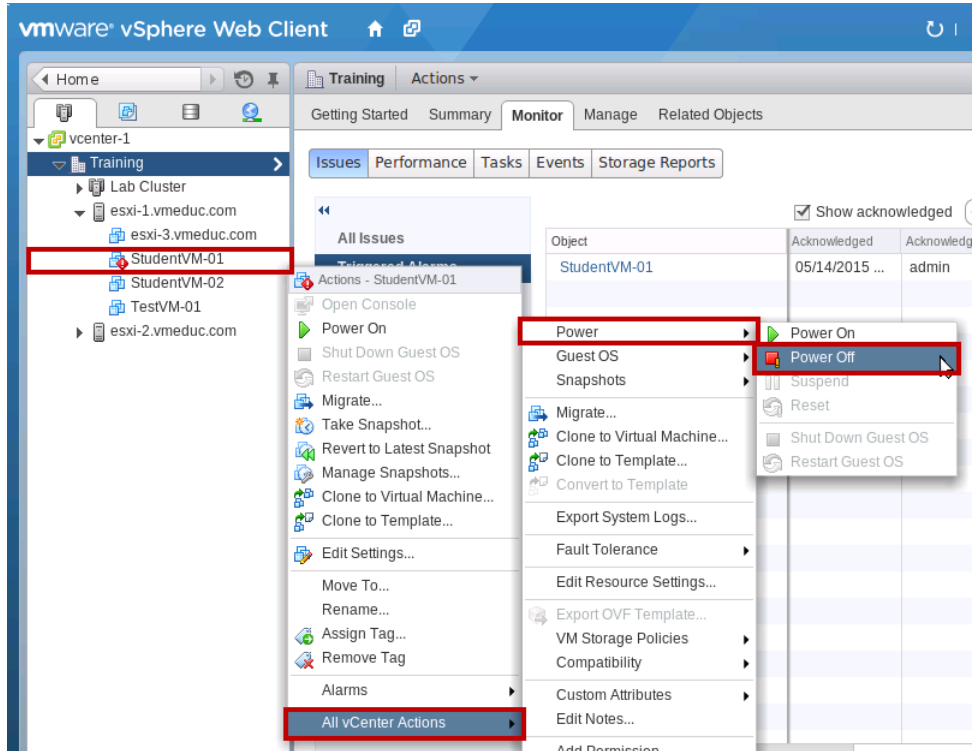 vmware® vSphere Web Client
Home
Training Actions
Getting Started Summary Monitor Manage Related Objects
vcenter-1
Training
Lab Cluster
esxi-1.vmeduc.com
esxi-3.vmeduc.com
StudentVM-01
StudentVM-02
TestVM-01
esxi-2.vmeduc.com
Issues Performance Tasks Events Storage Reports
Show acknowledged
All Issues
Triggered Alarms
Object Acknowledged
StudentVM-01 05/14/2015 ... admin
Actions - StudentVM-01
Open Console
Power On
Shut Down Guest OS
Restart Guest OS
Migrate...
Take Snapshot...
Revert to Latest Snapshot
Manage Snapshots...
Clone to Virtual Machine...
Clone to Template...
Edit Settings...
Move To...
Rename...
Assign Tag...
Remove Tag
Alarms
All vCenter Actions
Power
Guest OS
Snapshots
Migrate...
Clone to Virtual Machine...
Clone to Template...
Convert to Template
Export System Logs...
Fault Tolerance
Edit Resource Settings...
Export OVF Template...
VM Storage Policies
Compatibility
Custom Attributes
Edit Notes...
Add Permission
Power On
Power Off
Suspend
Reset
Shut Down Guest OS
Restart Guest OS